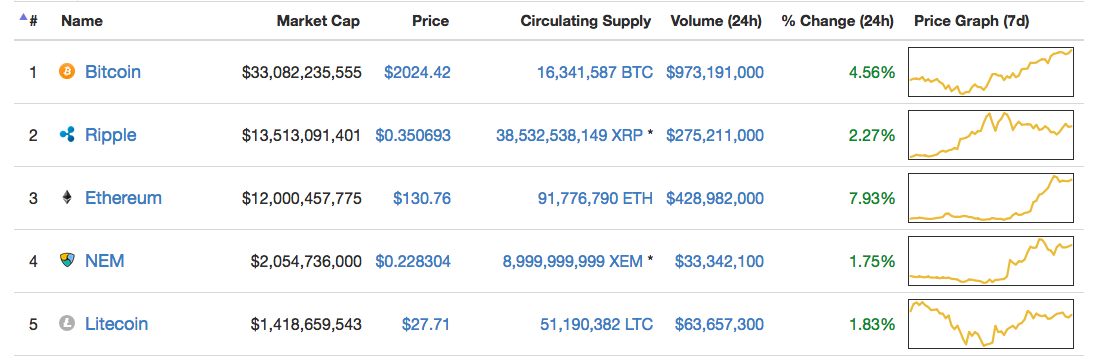 # Name Market Cap Price Circulating Supply Volume (24h) % Change (24h) Price Graph (7d)
1 Bitcoin $33,082,235,555 $2024.42 16,341,587 BTC $973,191,000 4.56%
2 Ripple $13,513,091,401 $0.350693 38,532,538,149 XRP * $275,211,000 2.27%
3 Ethereum $12,000,457,775 $130.76 91,776,790 ETH $428,982,000 7.93%
4 NEM $2,054,736,000 $0.228304 8,999,999,999 XEM * $33,342,100 1.75%
5 Litecoin $1,418,659,543 $27.71 51,190,382 LTC $63,657,300 1.83%